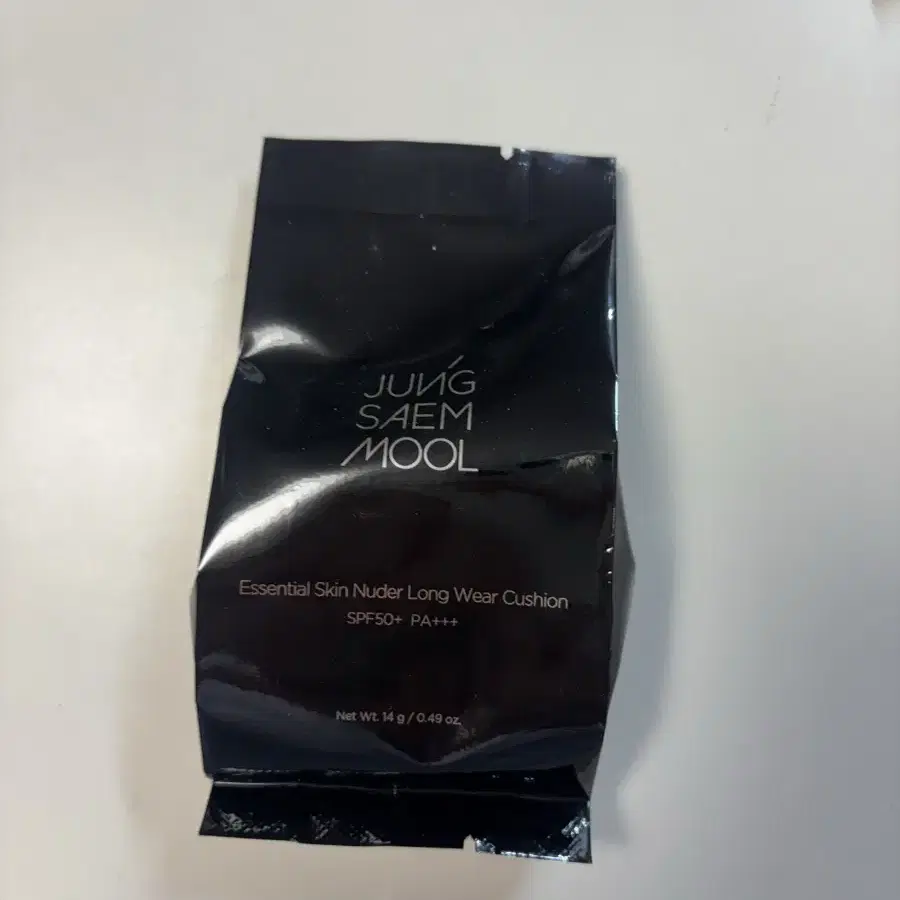 JUNG
SAEM
MOOL
Essential Skin Nuder Long Wear Cushion
SPF50+ PA+++
Net Wt. 14 g / 0.49 oz.